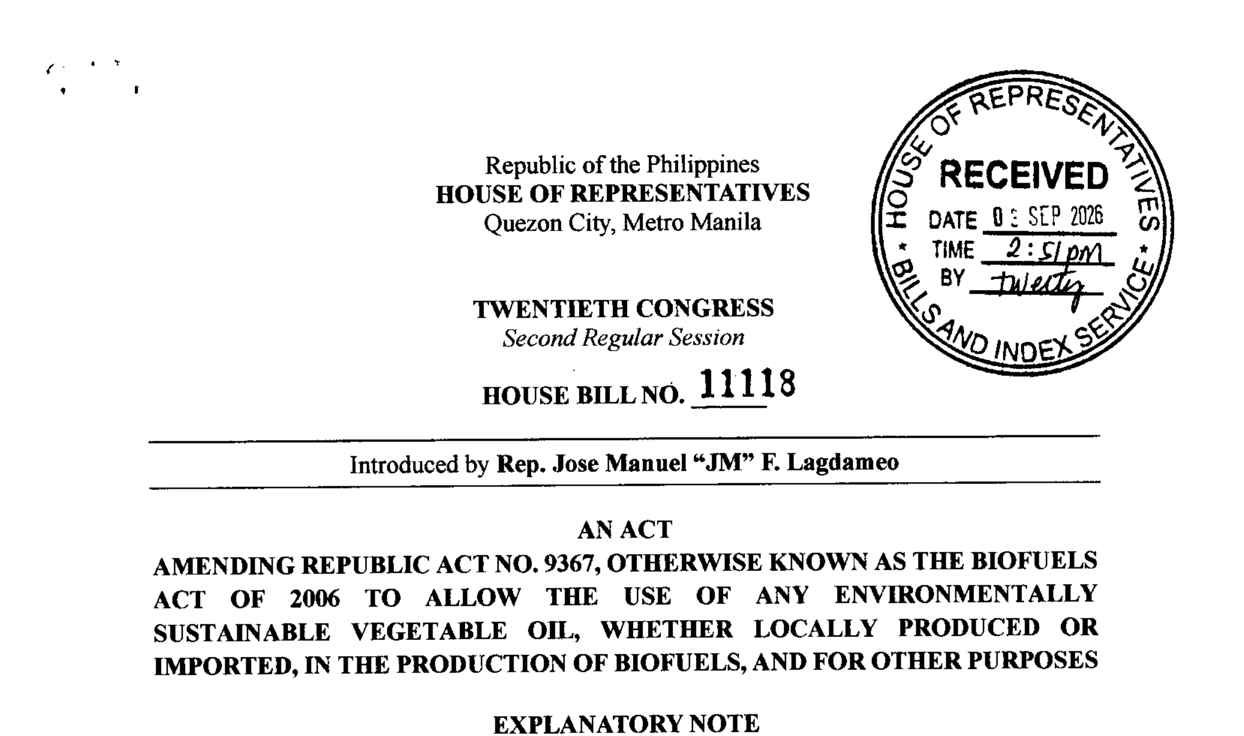 Republic of the Philippines
HOUSE OF REPRESENTATIVES
Quezon City, Metro Manila
HOUSE OF REPRESENTATIVES
RECEIVED
DATE SEP 2026
TIME 2:51 pm
BY
* BILLS AND INDEX SERVICE *
TWENTIETH CONGRESS
Second Regular Session
HOUSE BILL NO. 11118
Introduced by Rep. Jose Manuel “JM” F. Lagdameo
AN ACT
AMENDING REPUBLIC ACT NO. 9367, OTHERWISE KNOWN AS THE BIOFUELS
ACT OF 2006 TO ALLOW THE USE OF ANY ENVIRONMENTALLY
SUSTAINABLE VEGETABLE OIL, WHETHER LOCALLY PRODUCED OR
IMPORTED, IN THE PRODUCTION OF BIOFUELS, AND FOR OTHER PURPOSES
EXPLANATORY NOTE